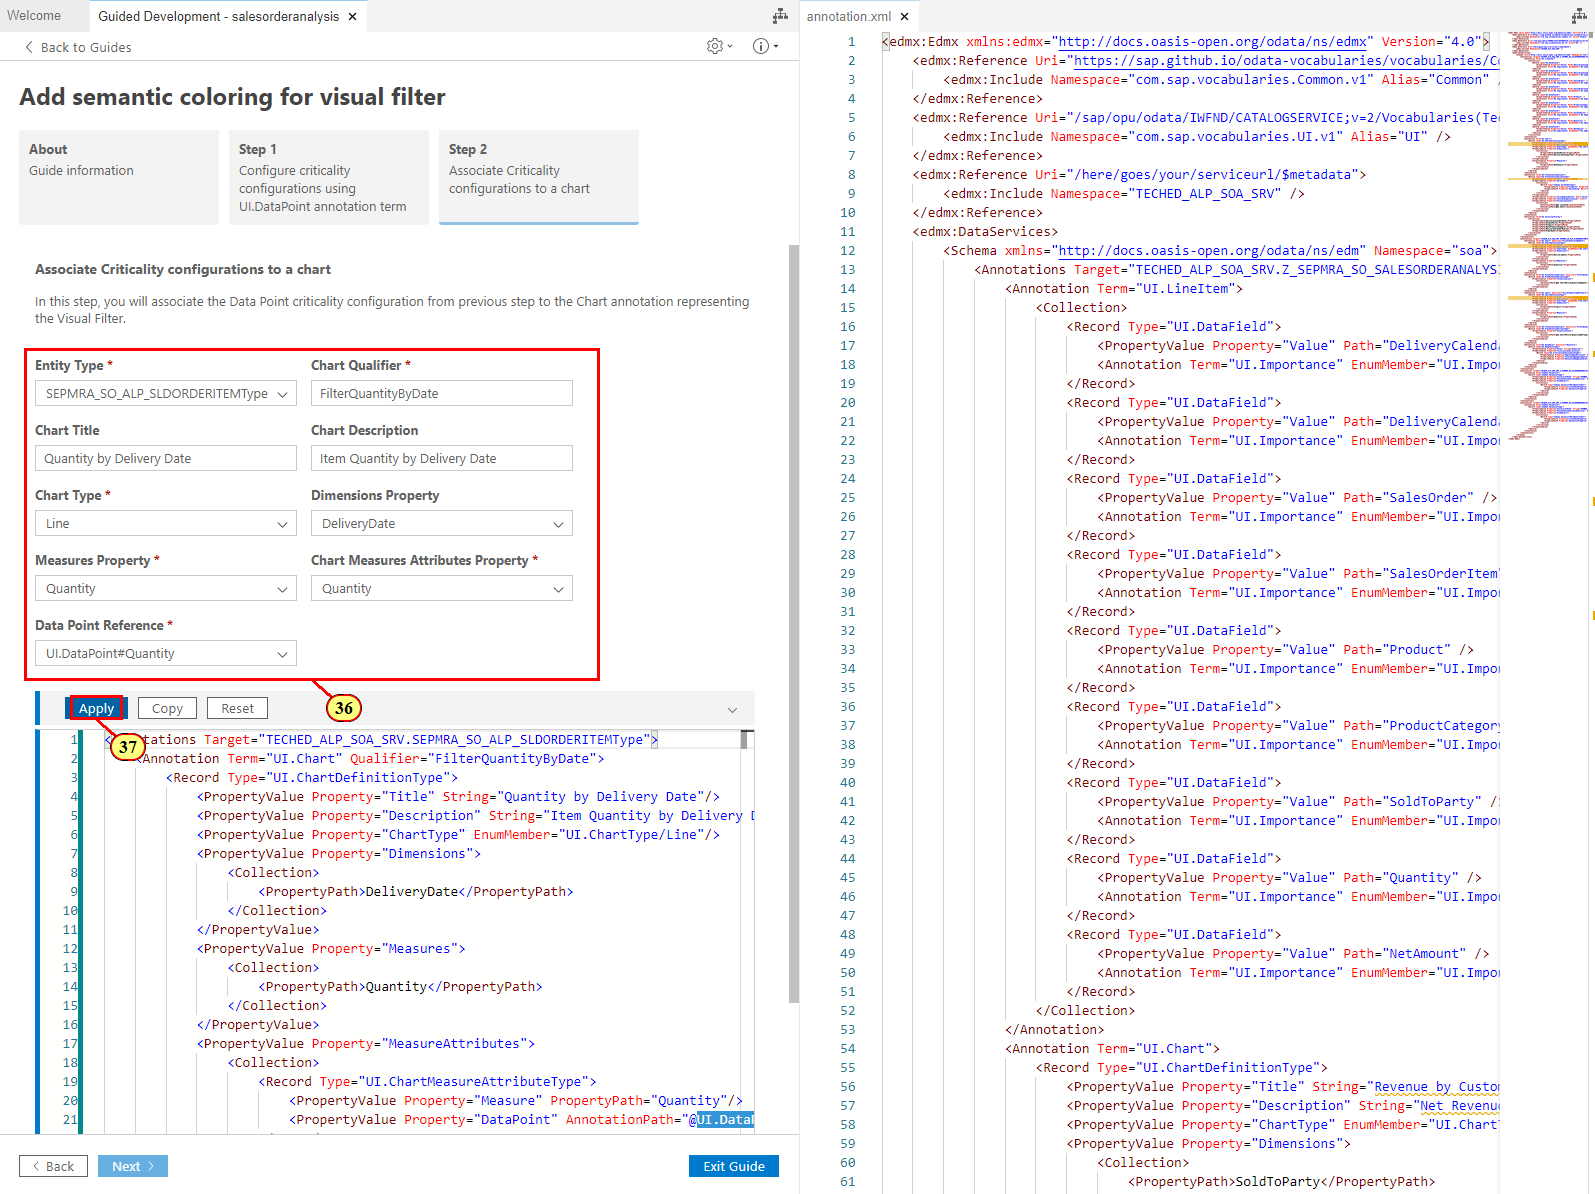 Welcome
Guided Development - salesorderanalysis ×
Back to Guides
Add semantic coloring for visual filter
About
Guide information
Step 1
Configure criticality
configurations using
UI.DataPoint annotation term
Step 2
Associate Criticality
configurations to a chart
Associate Criticality configurations to a chart
In this step, you will associate the Data Point criticality configuration from previous step to the Chart annotation representing
the Visual Filter.
Entity Type *
Chart Qualifier *
SEPMRA_SO_ALP_SLDORDERITEMType
FilterQuantityByDate
Chart Title
Chart Description
Quantity by Delivery Date
Item Quantity by Delivery Date
Chart Type *
Dimensions Property
Line
DeliveryDate
Measures Property *
Chart Measures Attributes Property *
Quantity
Quantity
Data Point Reference *
UI.DataPoint#Quantity
Apply
Copy
Reset
36
37
1 <     tations Target="TECHED_ALP_SOA_SRV.SEPMRA_SO_ALP_SLDORDERITEMType">
2 <Annotation Term="UI.Chart" Qualifier="FilterQuantityByDate">
3 <Record Type="UI.ChartDefinitionType">
4 <PropertyValue Property="Title" String="Quantity by Delivery Date"/>
5 <PropertyValue Property="Description" String="Item Quantity by Delivery D
6 <PropertyValue Property="ChartType" EnumMember="UI.ChartType/Line"/>
7 <PropertyValue Property="Dimensions">
8 <Collection>
9 <PropertyPath>DeliveryDate</PropertyPath>
10 </Collection>
11 </PropertyValue>
12 <PropertyValue Property="Measures">
13 <Collection>
14 <PropertyPath>Quantity</PropertyPath>
15 </Collection>
16 </PropertyValue>
17 <PropertyValue Property="MeasureAttributes">
18 <Collection>
19 <Record Type="UI.ChartMeasureAttributeType">
20 <PropertyValue Property="Measure" PropertyPath="Quantity"/>
21 <PropertyValue Property="DataPoint" AnnotationPath="@UI.DataP
Back
Next
Exit Guide
annotation.xml ×
1 <edmx:Edmx xmlns:edmx="http://docs.oasis-open.org/odata/ns/edmx" Version="4.0">
2 <edmx:Reference Uri="https://sap.github.io/odata-vocabularies/vocabularies/Co
3 <edmx:Include Namespace="com.sap.vocabularies.Common.v1" Alias="Common" /
4 </edmx:Reference>
5 <edmx:Reference Uri="/sap/opu/odata/IWFND/CATALOGSERVICE;v=2/Vocabularies(Tec
6 <edmx:Include Namespace="com.sap.vocabularies.UI.v1" Alias="UI" />
7 </edmx:Reference>
8 <edmx:Reference Uri="/here/goes/your/serviceurl/$metadata">
9 <edmx:Include Namespace="TECHED_ALP_SOA_SRV" />
10 </edmx:Reference>
11 <edmx:DataServices>
12 <Schema xmlns="http://docs.oasis-open.org/odata/ns/edm" Namespace="soa">
13 <Annotations Target="TECHED_ALP_SOA_SRV.Z_SEPMRA_SO_SALESORDERANALYSI
14 <Annotation Term="UI.LineItem">
15 <Collection>
16 <Record Type="UI.DataField">
17 <PropertyValue Property="Value" Path="DeliveryCalenda
18 <Annotation Term="UI.Importance" EnumMember="UI.Impor
19 </Record>
20 <Record Type="UI.DataField">
21 <PropertyValue Property="Value" Path="DeliveryCalenda
22 <Annotation Term="UI.Importance" EnumMember="UI.Impor
23 </Record>
24 <Record Type="UI.DataField">
25 <PropertyValue Property="Value" Path="SalesOrder" />
26 <Annotation Term="UI.Importance" EnumMember="UI.Impor
27 </Record>
28 <Record Type="UI.DataField">
29 <PropertyValue Property="Value" Path="SalesOrderItem"
30 <Annotation Term="UI.Importance" EnumMember="UI.Impor
31 </Record>
32 <Record Type="UI.DataField">
33 <PropertyValue Property="Value" Path="Product" />
34 <Annotation Term="UI.Importance" EnumMember="UI.Impor
35 </Record>
36 <Record Type="UI.DataField">
37 <PropertyValue Property="Value" Path="ProductCategory
38 <Annotation Term="UI.Importance" EnumMember="UI.Impor
39 </Record>
40 <Record Type="UI.DataField">
41 <PropertyValue Property="Value" Path="SoldToParty" /
42 <Annotation Term="UI.Importance" EnumMember="UI.Impor
43 </Record>
44 <Record Type="UI.DataField">
45 <PropertyValue Property="Value" Path="Quantity" />
46 <Annotation Term="UI.Importance" EnumMember="UI.Impor
47 </Record>
48 <Record Type="UI.DataField">
49 <PropertyValue Property="Value" Path="NetAmount" />
50 <Annotation Term="UI.Importance" EnumMember="UI.Impor
51 </Record>
52 </Collection>
53 </Annotation>
54 <Annotation Term="UI.Chart">
55 <Record Type="UI.ChartDefinitionType">
56 <PropertyValue Property="Title" String="Revenue by Custo
57 <PropertyValue Property="Description" String="Net Revenue
58 <PropertyValue Property="ChartType" EnumMember="UI.ChartT
59 <PropertyValue Property="Dimensions">
60 <Collection>
61 <PropertyPath>SoldToParty</PropertyPath>